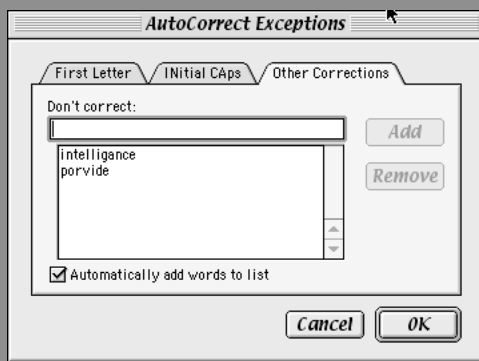 AutoCorrect Exceptions
First Letter INitial CAps Other Corrections
Don't correct:
Add
intelligance
porvide
Remove
Automatically add words to list
Cancel OK